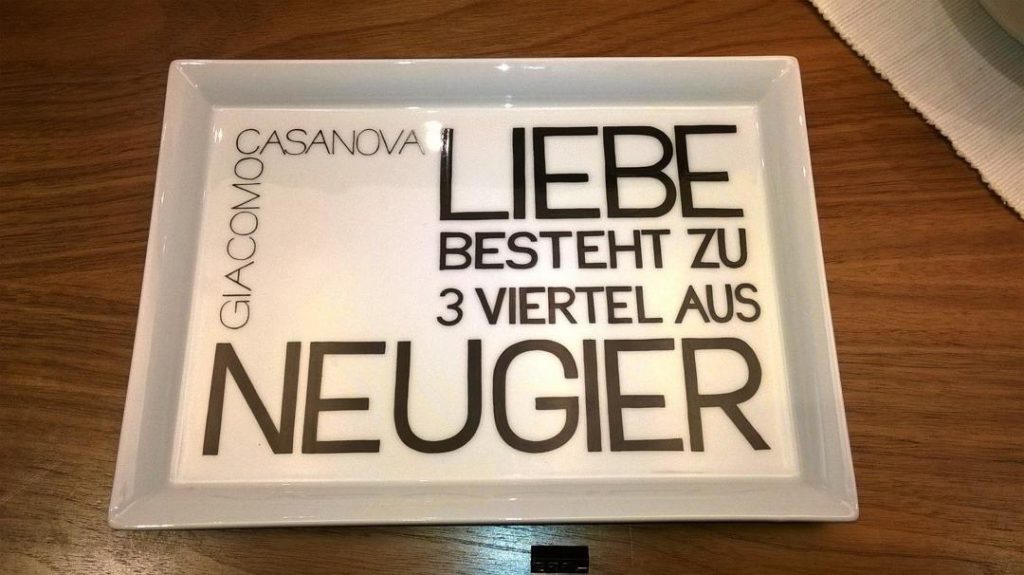 GIACOMO
CASANOVA
LIEBE
BESTEHT ZU
3 VIERTEL AUS
NEUGIER